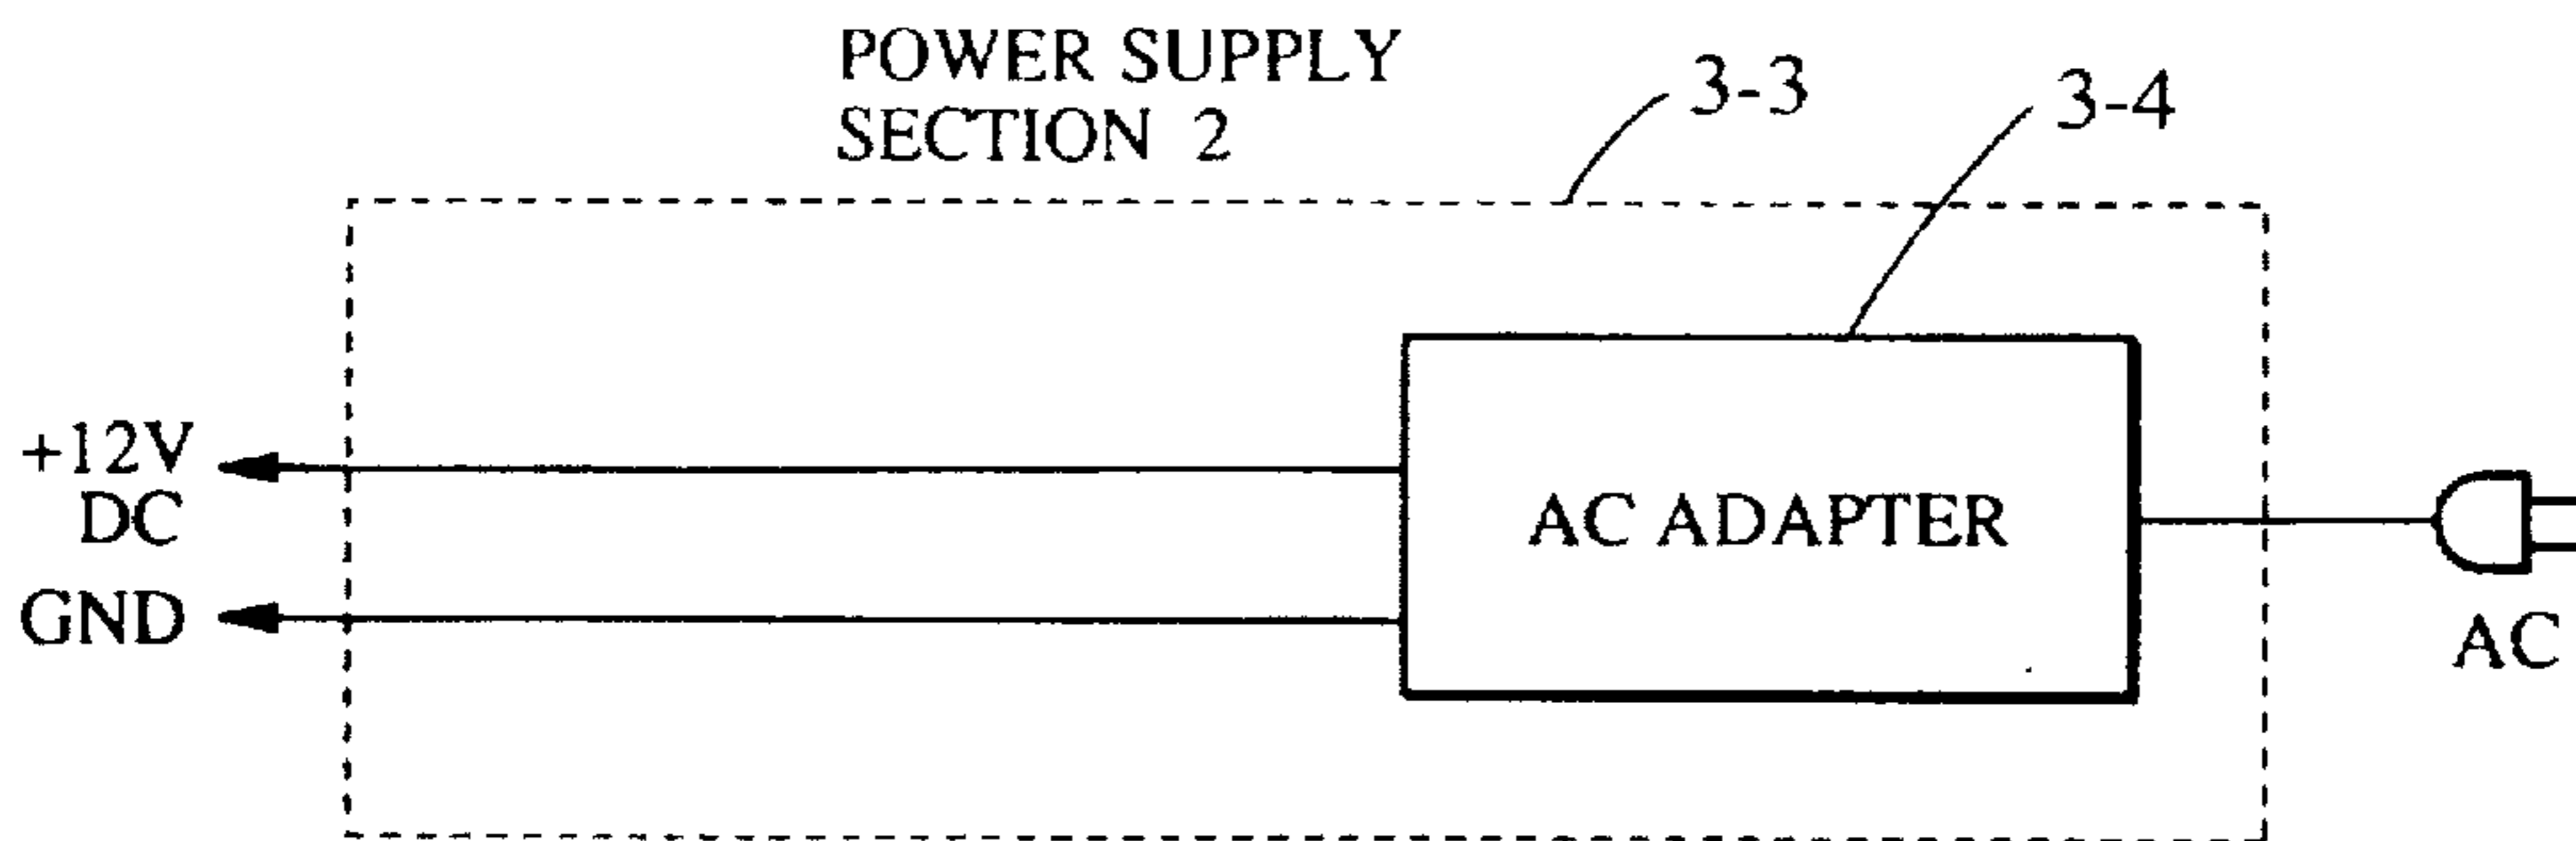 POWER SUPPLY
SECTION 2
3-3
3-4
+12V
DC
GND
AC ADAPTER
AC